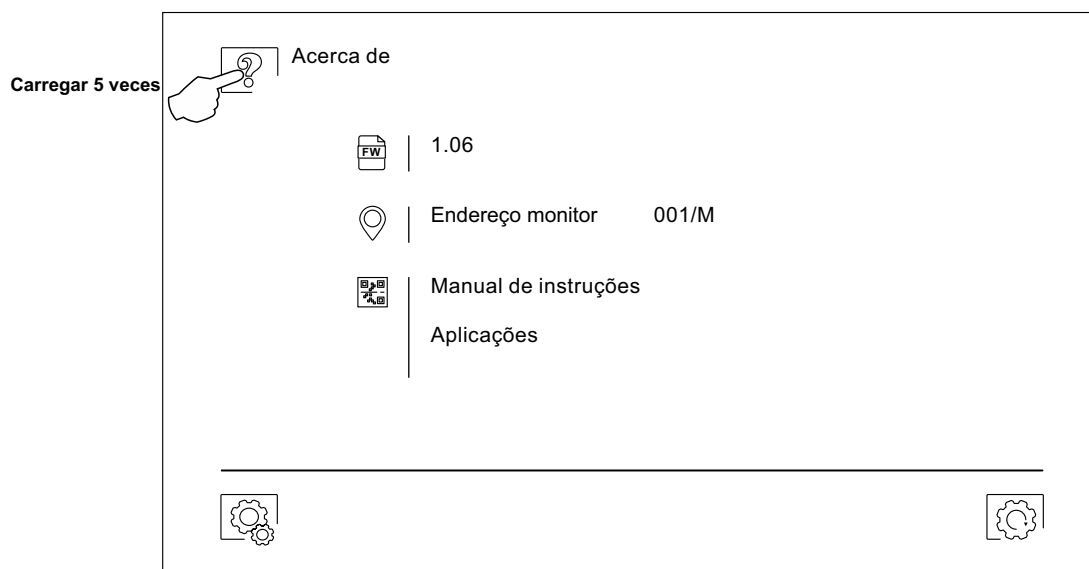 Acerca de
Carregar 5 veces
FW
1.06
Endereço monitor 001/M
Manual de instruções
Aplicações